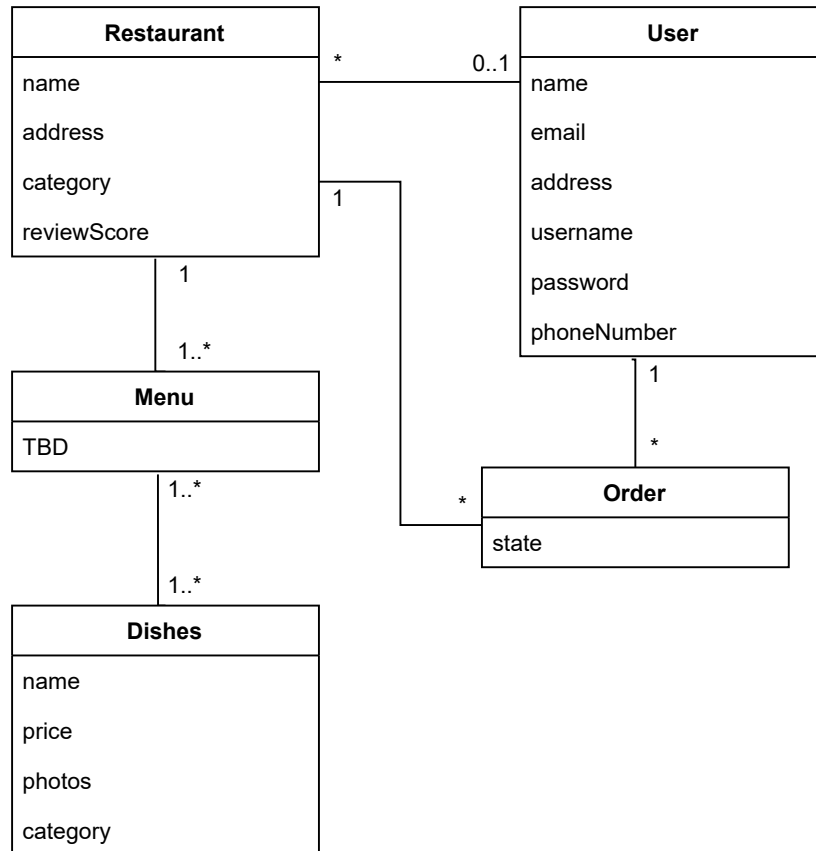 Restaurant
name
address
category
reviewScore
*
0..1
User
name
email
address
username
password
phoneNumber
1
1
1..*
Menu
TBD
1
*
*
Order
state
1..*
1..*
Dishes
name
price
photos
category